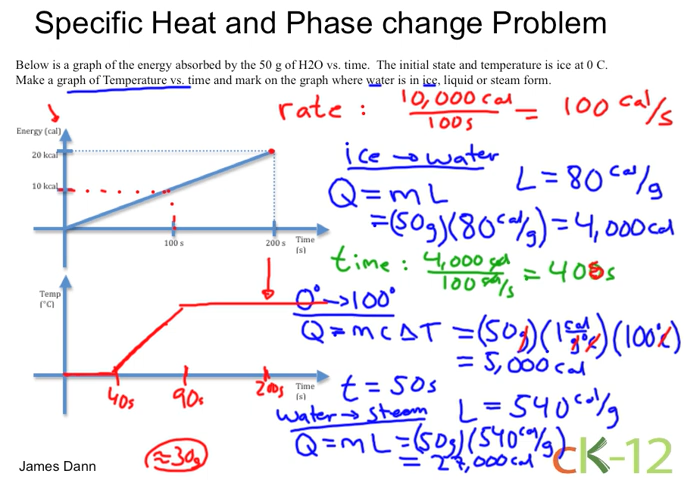 Specific Heat and Phase change Problem
Below is a graph of the energy absorbed by the 50 g of H2O vs. time. The initial state and temperature is ice at 0 C.
Make a graph of Temperature vs. time and mark on the graph where water is in ice, liquid or steam form.
rate: 10,000 cal / 100s = 100 cal/s
Energy (cal)
20 kcal
10 kcal
100 s
200 s
Time (s)
ice → water
L = 80 cal/g
Q = mL
= (50g)(80 cal/g) = 4,000 cal
time: 4,000 cal / 100 cal/s = 40s
Temp (°C)
40s
90s
200s
Time (s)
0° → 100°
Q = mcΔT = (50g)(1 cal/g°C)(100°C)
= 5,000 cal
t = 50s
water → steam
L = 540 cal/g
Q = mL = (50g)(540 cal/g)
= 27,000 cal
≈30g
James Dann
cK-12